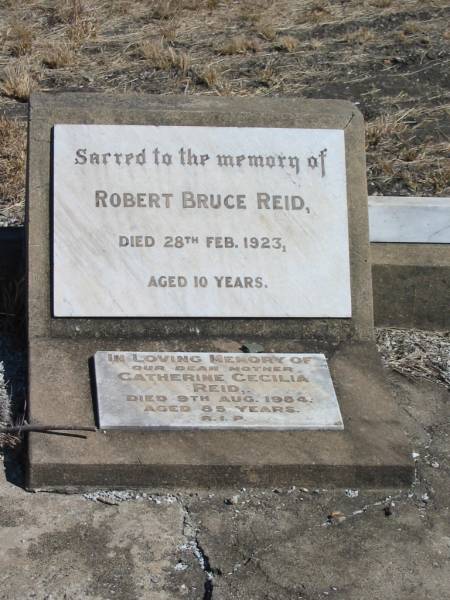 Sacred to the memory of
ROBERT BRUCE REID,
DIED 28TH FEB. 1923,
AGED 10 YEARS.
IN LOVING MEMORY OF
OUR DEAR MOTHER
CATHERINE CECILIA
REID.
DIED 9TH AUG. 1984.
AGED 85 YEARS.
R.I.P.